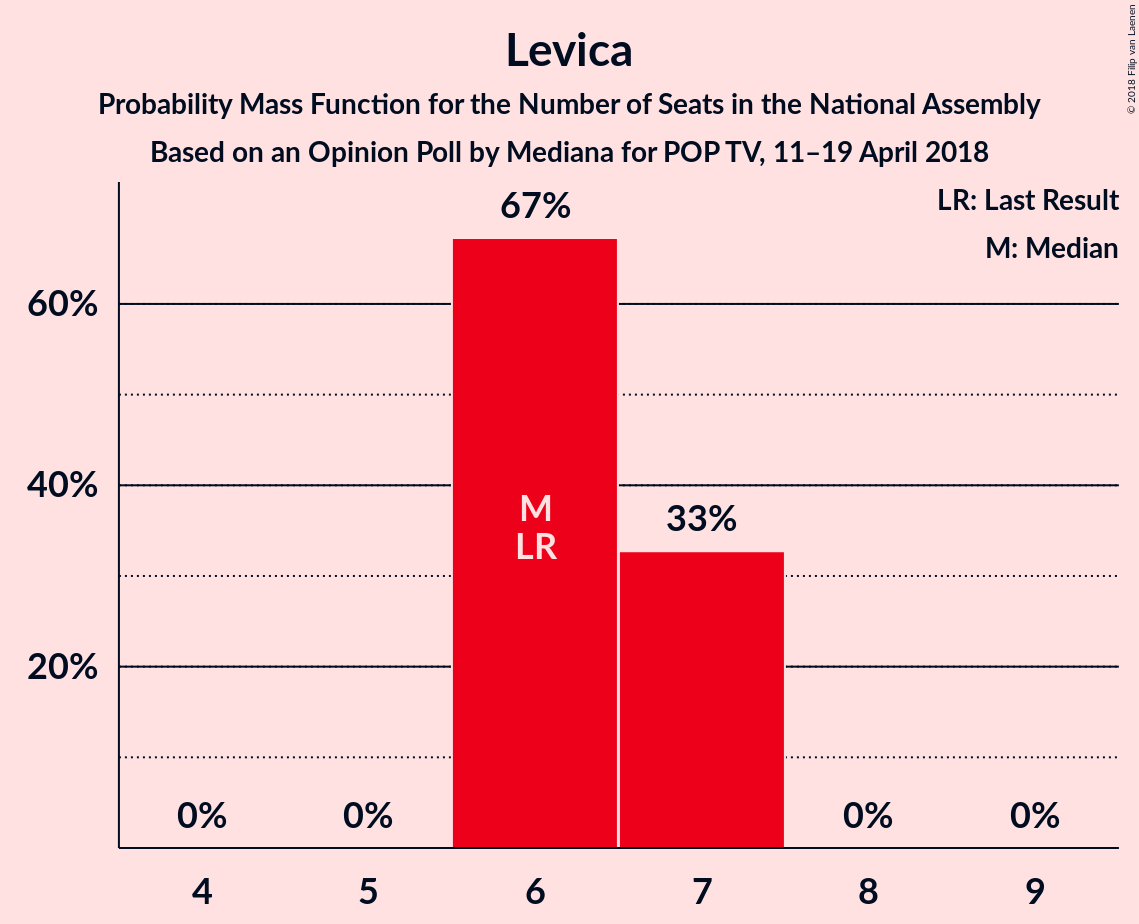 Levica
Probability Mass Function for the Number of Seats in the National Assembly
Based on an Opinion Poll by Mediana for POP TV, 11–19 April 2018
© 2018 Filip van Laenen
LR: Last Result
M: Median
67%
60%
40%
33%
M
LR
20%
0%
0%
0%
0%
4
5
6
7
8
9